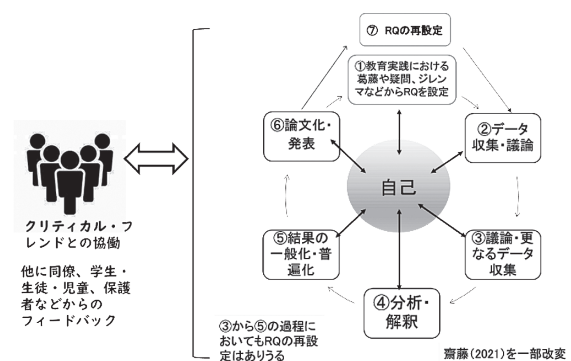 ⑦ RQの再設定
①教育実践における
葛藤や疑問、ジレン
マなどからRQを設定
②データ
収集・議論
③議論・更
なるデータ
収集
④分析・
解釈
⑤結果の
一般化・普
遍化
⑥論文化・
発表
自己
クリティカル・フ
レンドとの協働
他に同僚、学生・
生徒・児童、保護
者などからの
フィードバック
③から⑤の過程に
おいてもRQの再設
定はありうる
齋藤(2021)を一部改変